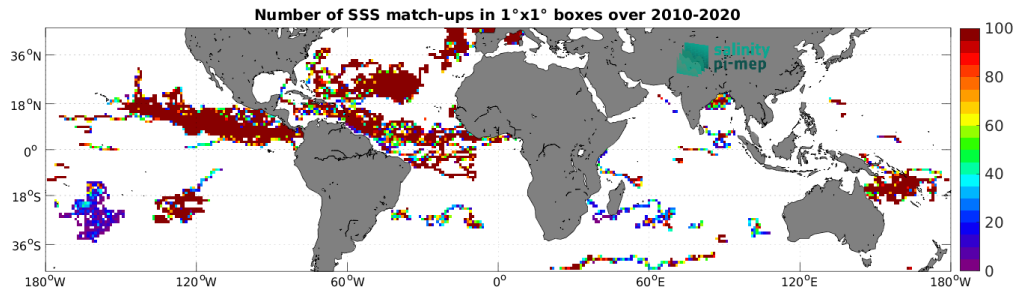 Number of SSS match-ups in 1°x1° boxes over 2010-2020
salinity
pi-mep
36°N
18°N
0°
18°S
36°S
180°W
120°W
60°W
0°
60°E
120°E
180°W
100
80
60
40
20
0